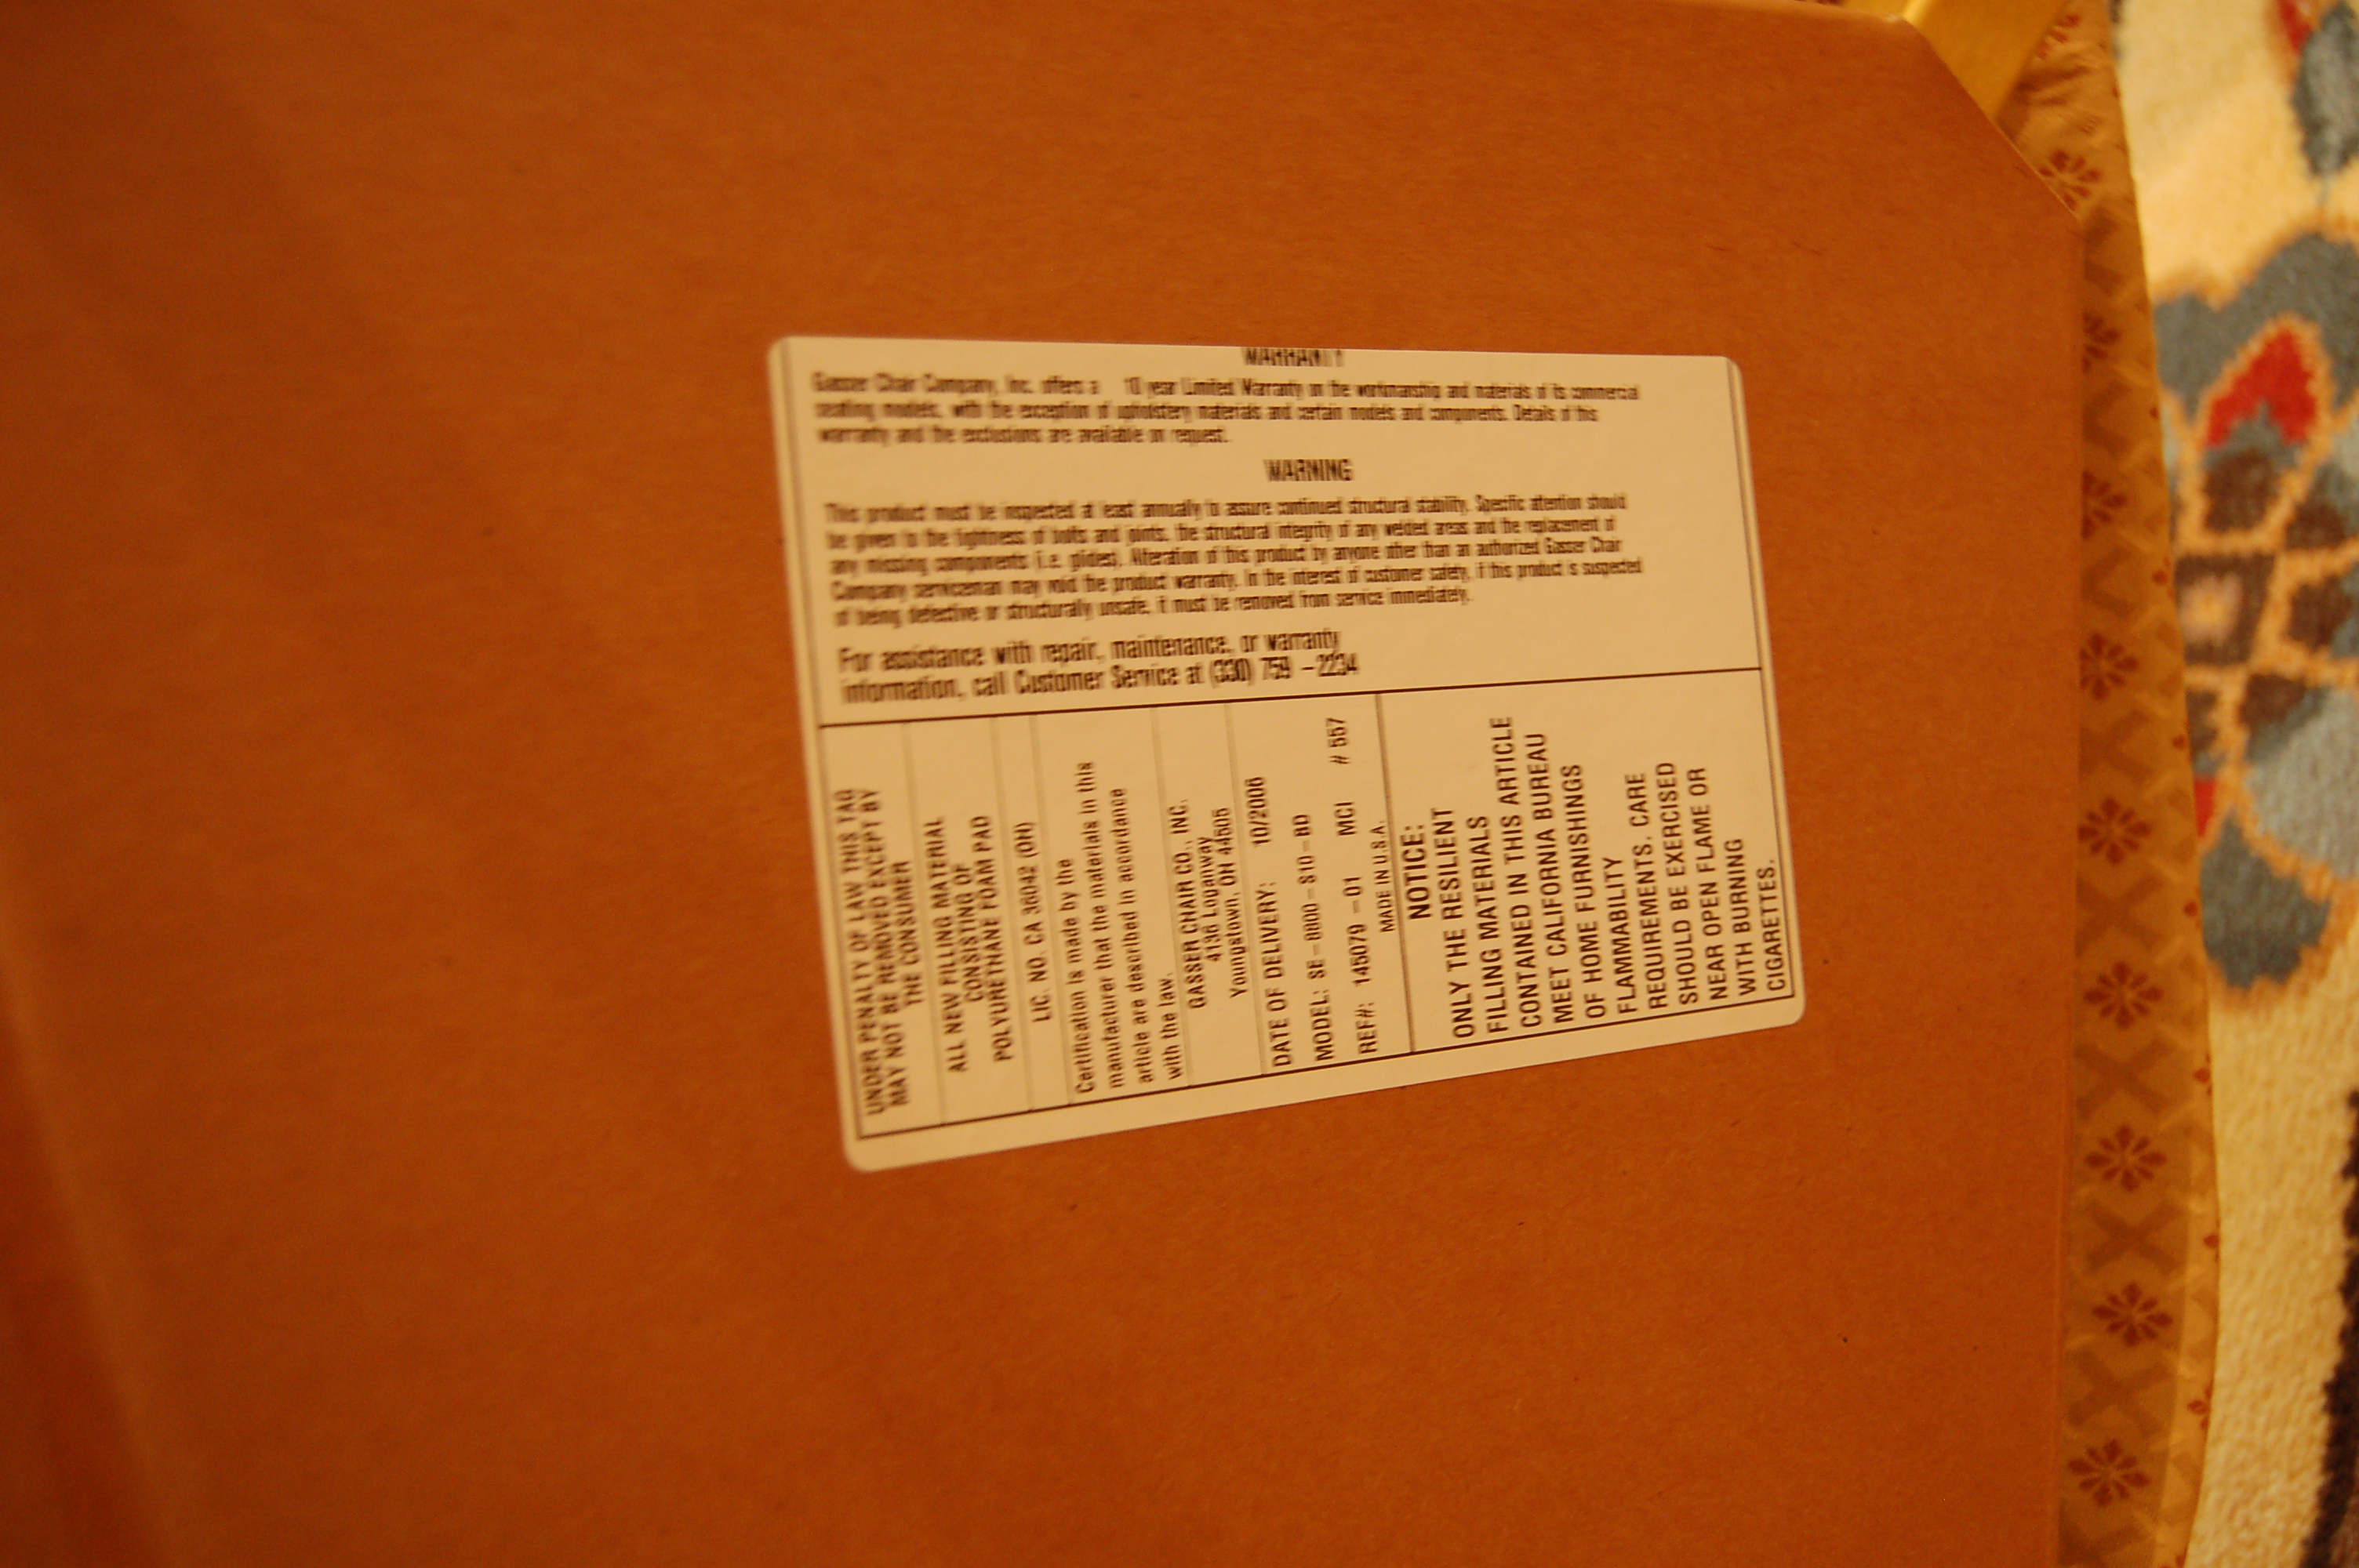 WARRANTY
Gasser Chair Company, Inc. offers a 10 year Limited Warranty on the workmanship and materials of its commercial
seating models, with the exception of upholstery materials and certain models and components. Details of this
warranty and the exclusions are available on request.
WARNING
This product must be inspected at least annually to assure continued structural stability. Specific attention should
be given to the tightness of bolts and joints, the structural integrity of any welded areas and the replacement of
any missing components (i.e. glides). Alteration of this product by anyone other than an authorized Gasser Chair
Company serviceman may void the product warranty. In the interest of customer safety, if this product is suspected
of being defective or structurally unsafe, it must be removed from service immediately.
For assistance with repair, maintenance, or warranty
information, call Customer Service at (330) 759 -2234
UNDER PENALTY OF LAW THIS TAG
MAY NOT BE REMOVED EXCEPT BY
THE CONSUMER
ALL NEW FILLING MATERIAL
CONSISTING OF
POLYURETHANE FOAM PAD
LIC. NO. CA 36042 (OH)
Certification is made by the
manufacturer that the materials in this
article are described in accordance
with the law.
GASSER CHAIR CO., INC.
4136 Loganway
Youngstown, OH 44505
DATE OF DELIVERY: 10/2006
MODEL: SE-8800-S10-BD
REF#: 145079 -01 MCI # 557
MADE IN U.S.A.
NOTICE:
ONLY THE RESILIENT
FILLING MATERIALS
CONTAINED IN THIS ARTICLE
MEET CALIFORNIA BUREAU
OF HOME FURNISHINGS
FLAMMABILITY
REQUIREMENTS. CARE
SHOULD BE EXERCISED
NEAR OPEN FLAME OR
WITH BURNING
CIGARETTES.